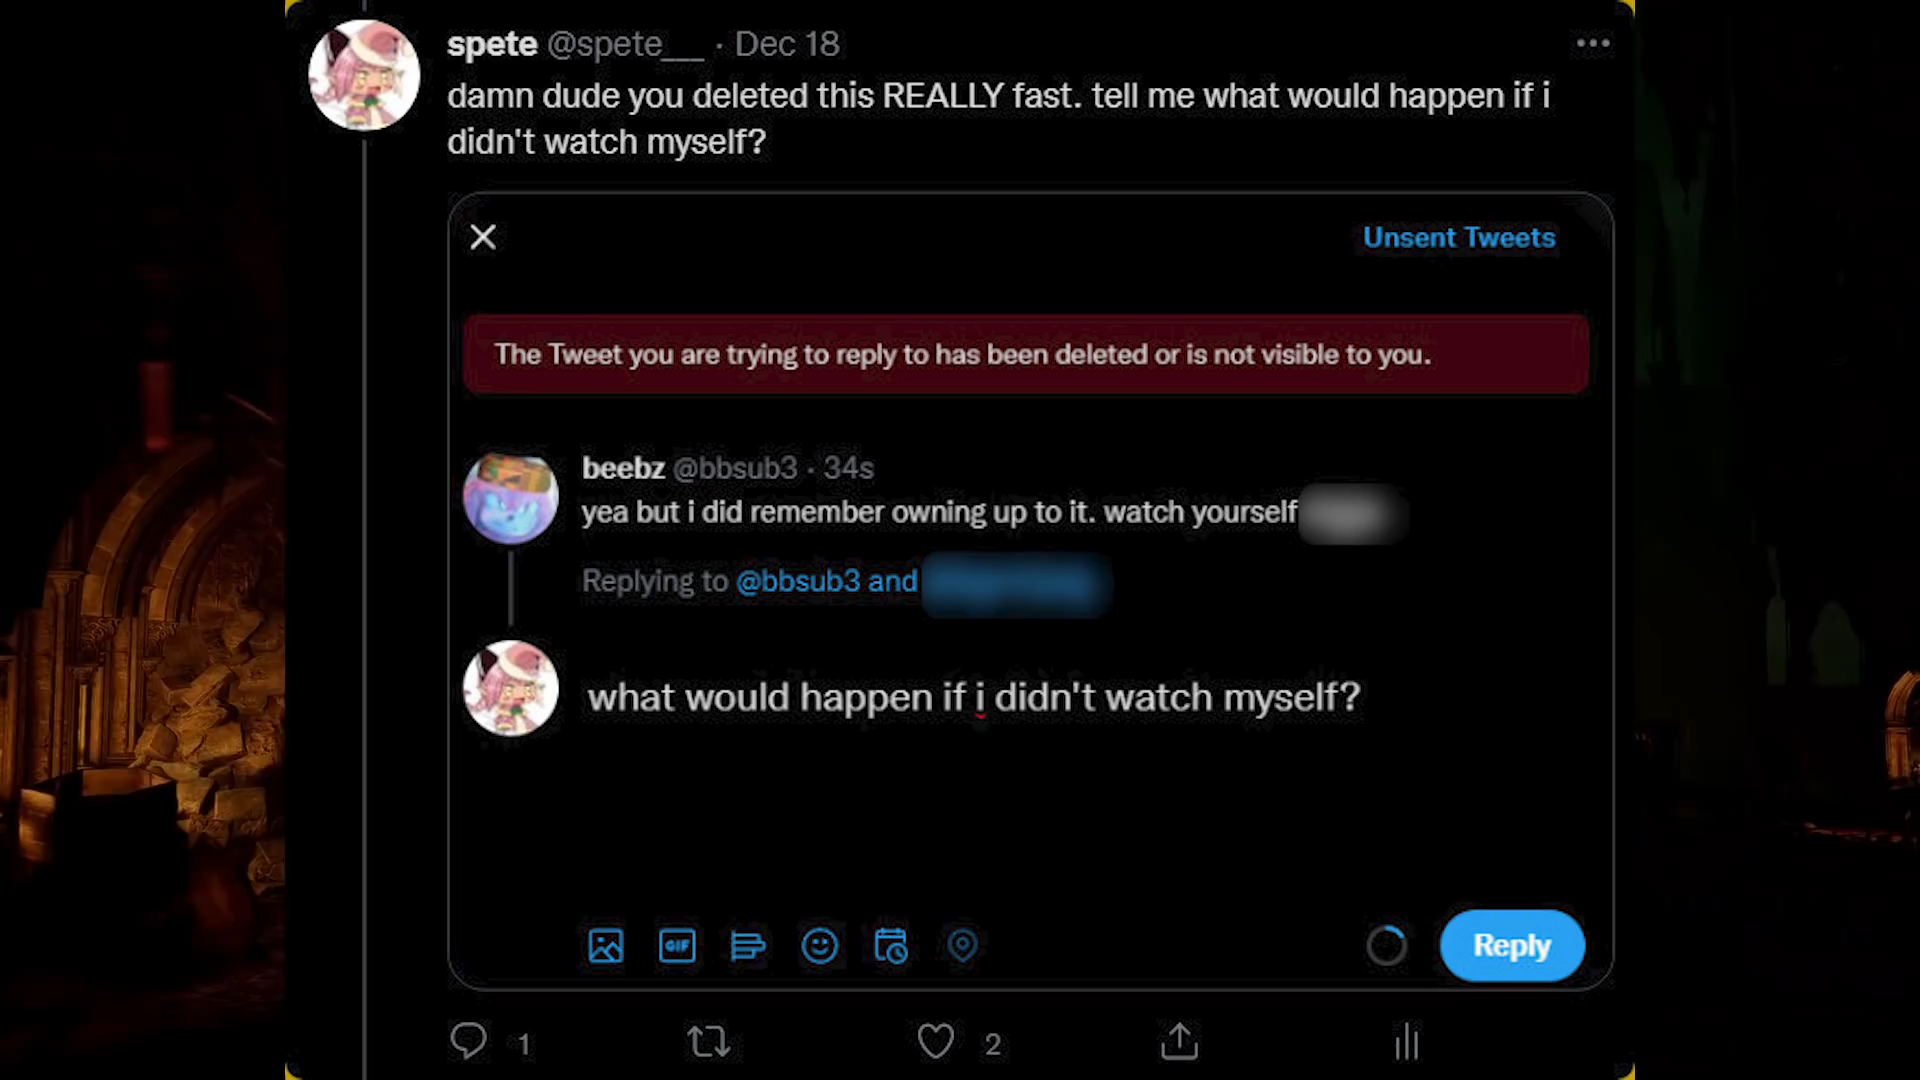 spete @spete___ · Dec 18
damn dude you deleted this REALLY fast. tell me what would happen if i
didn't watch myself?
Unsent Tweets
The Tweet you are trying to reply to has been deleted or is not visible to you.
beebz @bbsub3 · 34s
yea but i did remember owning up to it. watch yourself
Replying to @bbsub3 and
what would happen if i didn't watch myself?
GIF
Reply
1
2